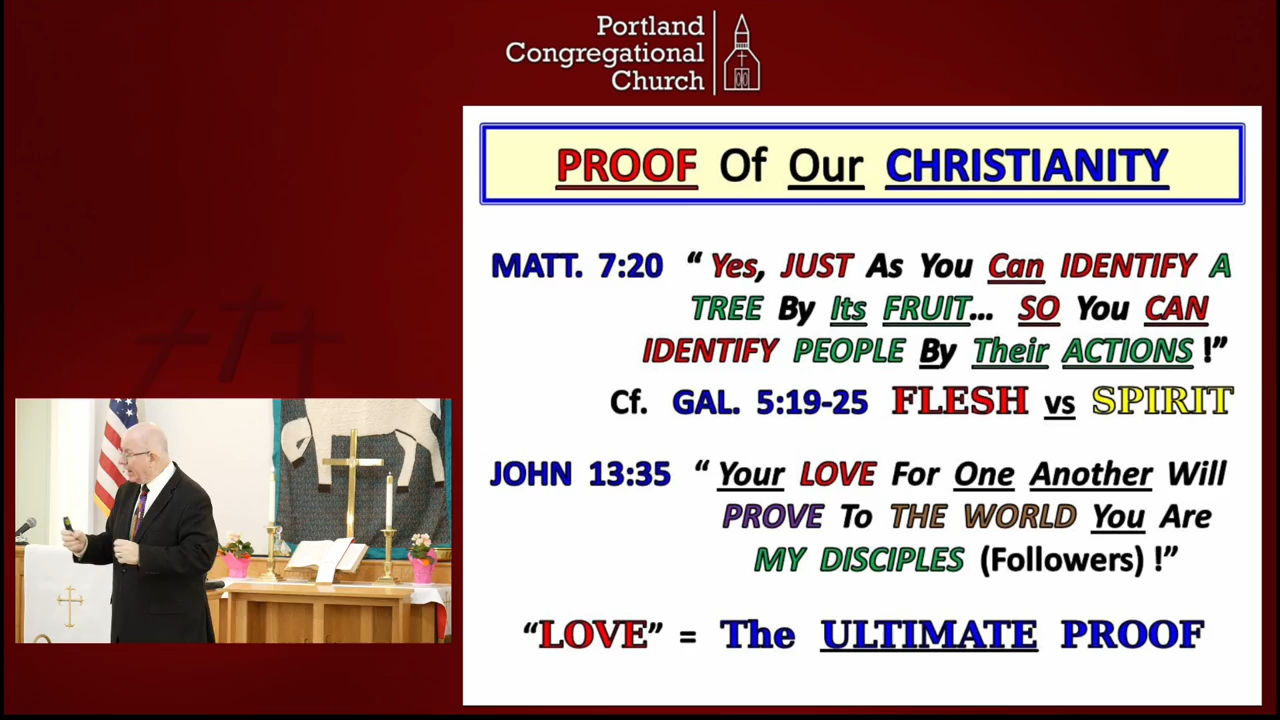 Portland
Congregational
Church
PROOF Of Our CHRISTIANITY
MATT. 7:20 “ Yes, JUST As You Can IDENTIFY A
TREE By Its FRUIT... SO You CAN
IDENTIFY PEOPLE By Their ACTIONS !”
Cf. GAL. 5:19-25 FLESH vs SPIRIT
JOHN 13:35 “ Your LOVE For One Another Will
PROVE To THE WORLD You Are
MY DISCIPLES (Followers) !”
“LOVE” = The ULTIMATE PROOF